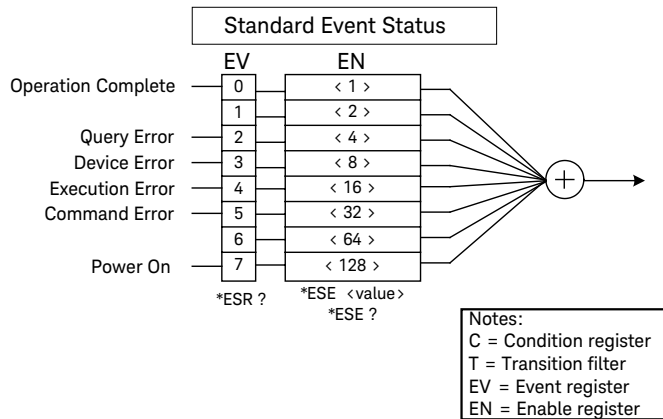 Standard Event Status
EV EN
Operation Complete 0 < 1 >
1 < 2 >
Query Error 2 < 4 >
Device Error 3 < 8 >
Execution Error 4 < 16 >
Command Error 5 < 32 >
6 < 64 >
Power On 7 < 128 >
*ESR ? *ESE <value>
*ESE ?
+
Notes:
C = Condition register
T = Transition filter
EV = Event register
EN = Enable register